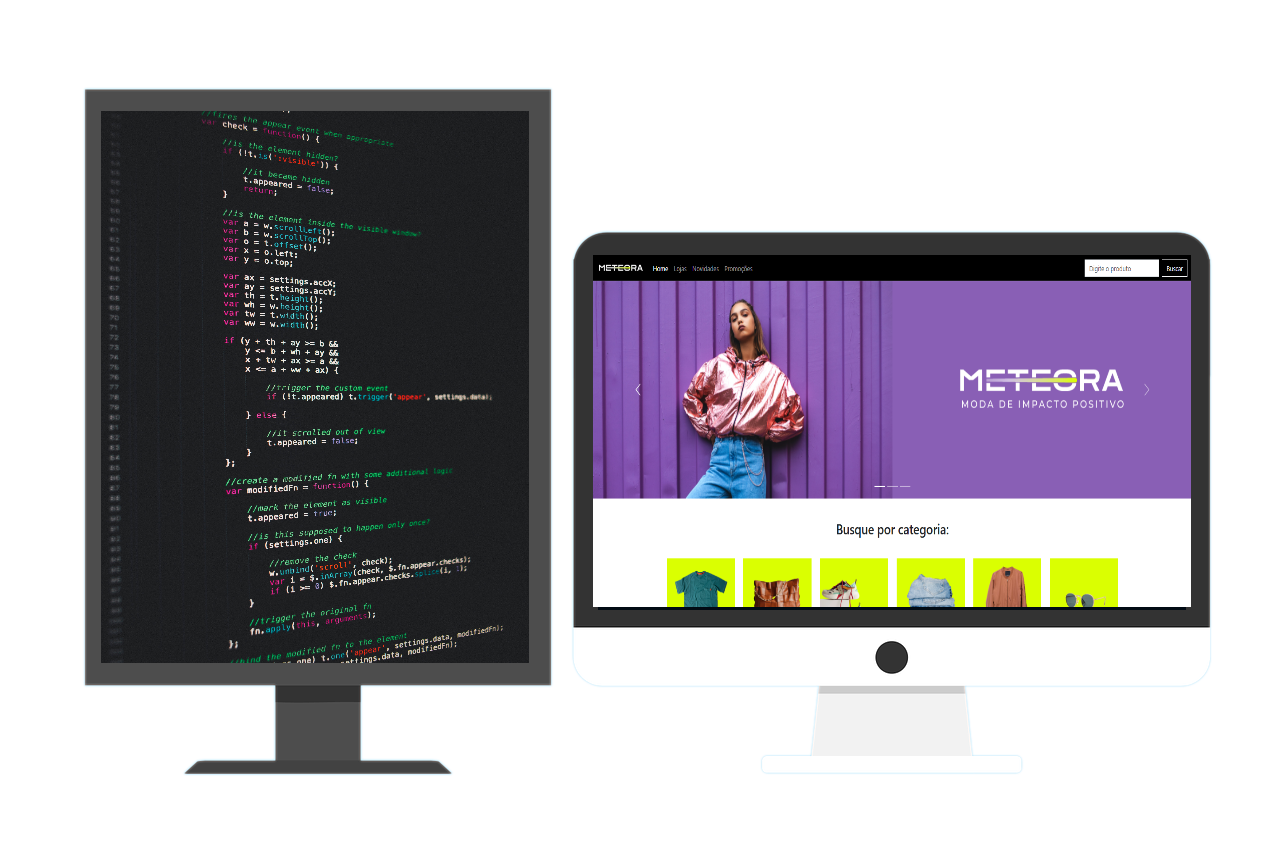 //fires the appear event when appropriate
var check = function() {
//is the element hidden?
if (!t.is(':visible')) {
//it became hidden
t.appeared = false;
return;
}
//is the element inside the visible window?
var a = w.scrollLeft();
var b = w.scrollTop();
var o = t.offset();
var x = o.left;
var y = o.top;
var ax = settings.accX;
var ay = settings.accY;
var th = t.height();
var wh = w.height();
var tw = t.width();
var ww = w.width();
if (y + th + ay >= b &&
y <= b + wh + ay &&
x + tw + ax >= a &&
x <= a + ww + ax) {
//trigger the custom event
if (!t.appeared) t.trigger('appear', settings.data);
} else {
//it scrolled out of view
t.appeared = false;
}
};
//create a modified fn with some additional logic
var modifiedFn = function() {
//mark the element as visible
t.appeared = true;
//is this supposed to happen only once?
if (settings.one) {
//remove the check
w.unbind('scroll', check);
var i = $.inArray(check, $.fn.appear.checks);
if (i >= 0) $.fn.appear.checks.splice(i, 1);
}
//trigger the original fn
fn.apply(this, arguments);
};
//bind the modified fn to the element
one) t.one('appear', settings.data, modifiedFn);
settings.data, modifiedFn);
METEORA Home Lojas Novidades Promoções Digite o produto Buscar
METEORA
MODA DE IMPACTO POSITIVO
Busque por categoria: